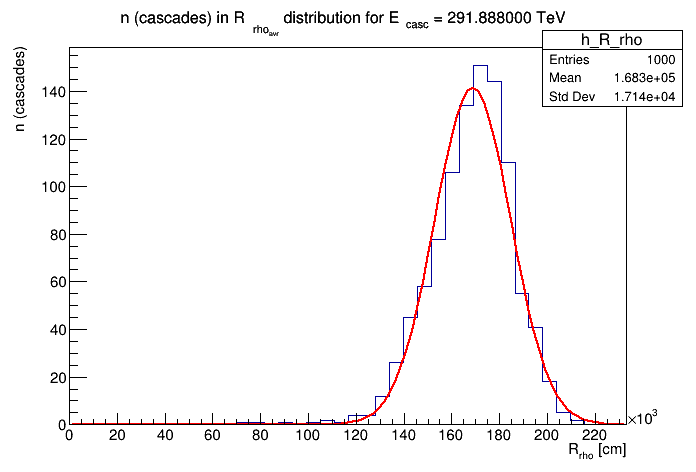 n (cascades) in R rho_avr distribution for E casc = 291.888000 TeV
h_R_rho
Entries 1000
Mean 1.683e+05
Std Dev 1.714e+04
n (cascades)
140
120
100
80
60
40
20
0
0 20 40 60 80 100 120 140 160 180 200 220
×10³
R_rho [cm]